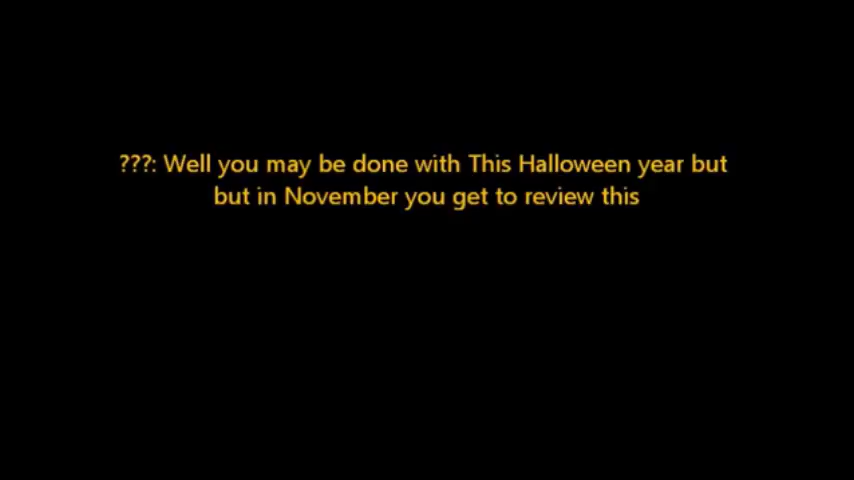 ???: Well you may be done with This Halloween year but
but in November you get to review this